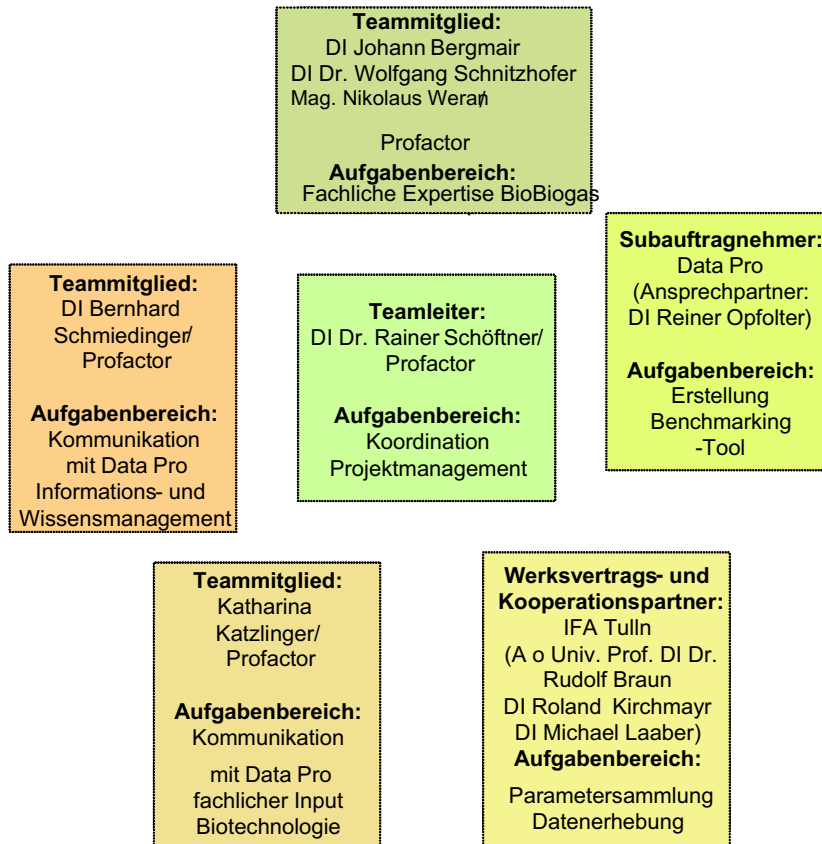 Teammitglied:
DI Johann Bergmair
DI Dr. Wolfgang Schnitzhofer
Mag. Nikolaus Weran/
Profactor
Aufgabenbereich:
Fachliche Expertise BioBiogas
Subauftragnehmer:
Data Pro
(Ansprechpartner:
DI Reiner Opfolter)
Aufgabenbereich:
Erstellung
Benchmarking
-Tool
Teammitglied:
DI Bernhard
Schmiedinger/
Profactor
Aufgabenbereich:
Kommunikation
mit Data Pro
Informations- und
Wissensmanagement
Teamleiter:
DI Dr. Rainer Schöftner/
Profactor
Aufgabenbereich:
Koordination
Projektmanagement
Teammitglied:
Katharina
Katzlinger/
Profactor
Aufgabenbereich:
Kommunikation
mit Data Pro
fachlicher Input
Biotechnologie
Werksvertrags- und
Kooperationspartner:
IFA Tulln
(A o Univ. Prof. DI Dr.
Rudolf Braun
DI Roland Kirchmayr
DI Michael Laaber)
Aufgabenbereich:
Parametersammlung
Datenerhebung